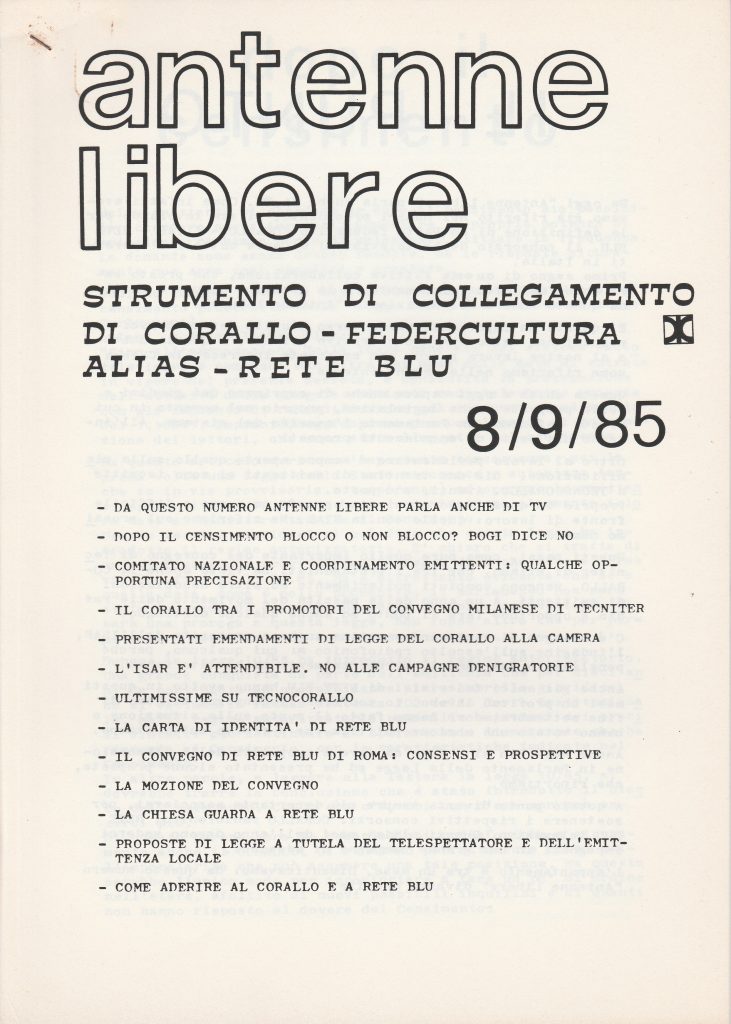 antenne
libere
STRUMENTO DI COLLEGAMENTO
DI CORALLO - FEDERCULTURA
ALIAS - RETE BLU
8/9/85
- DA QUESTO NUMERO ANTENNE LIBERE PARLA ANCHE DI TV
- DOPO IL CENSIMENTO BLOCCO O NON BLOCCO? BOGI DICE NO
- COMITATO NAZIONALE E COORDINAMENTO EMITTENTI: QUALCHE OP-
PORTUNA PRECISAZIONE
- IL CORALLO TRA I PROMOTORI DEL CONVEGNO MILANESE DI TECNITER
- PRESENTATI EMENDAMENTI DI LEGGE DEL CORALLO ALLA CAMERA
- L'ISAR E' ATTENDIBILE. NO ALLE CAMPAGNE DENIGRATORIE
- ULTIMISSIME SU TECNOCORALLO
- LA CARTA DI IDENTITA' DI RETE BLU
- IL CONVEGNO DI RETE BLU DI ROMA: CONSENSI E PROSPETTIVE
- LA MOZIONE DEL CONVEGNO
- LA CHIESA GUARDA A RETE BLU
- PROPOSTE DI LEGGE A TUTELA DEL TELESPETTATORE E DELL'EMIT-
TENZA LOCALE
- COME ADERIRE AL CORALLO E A RETE BLU